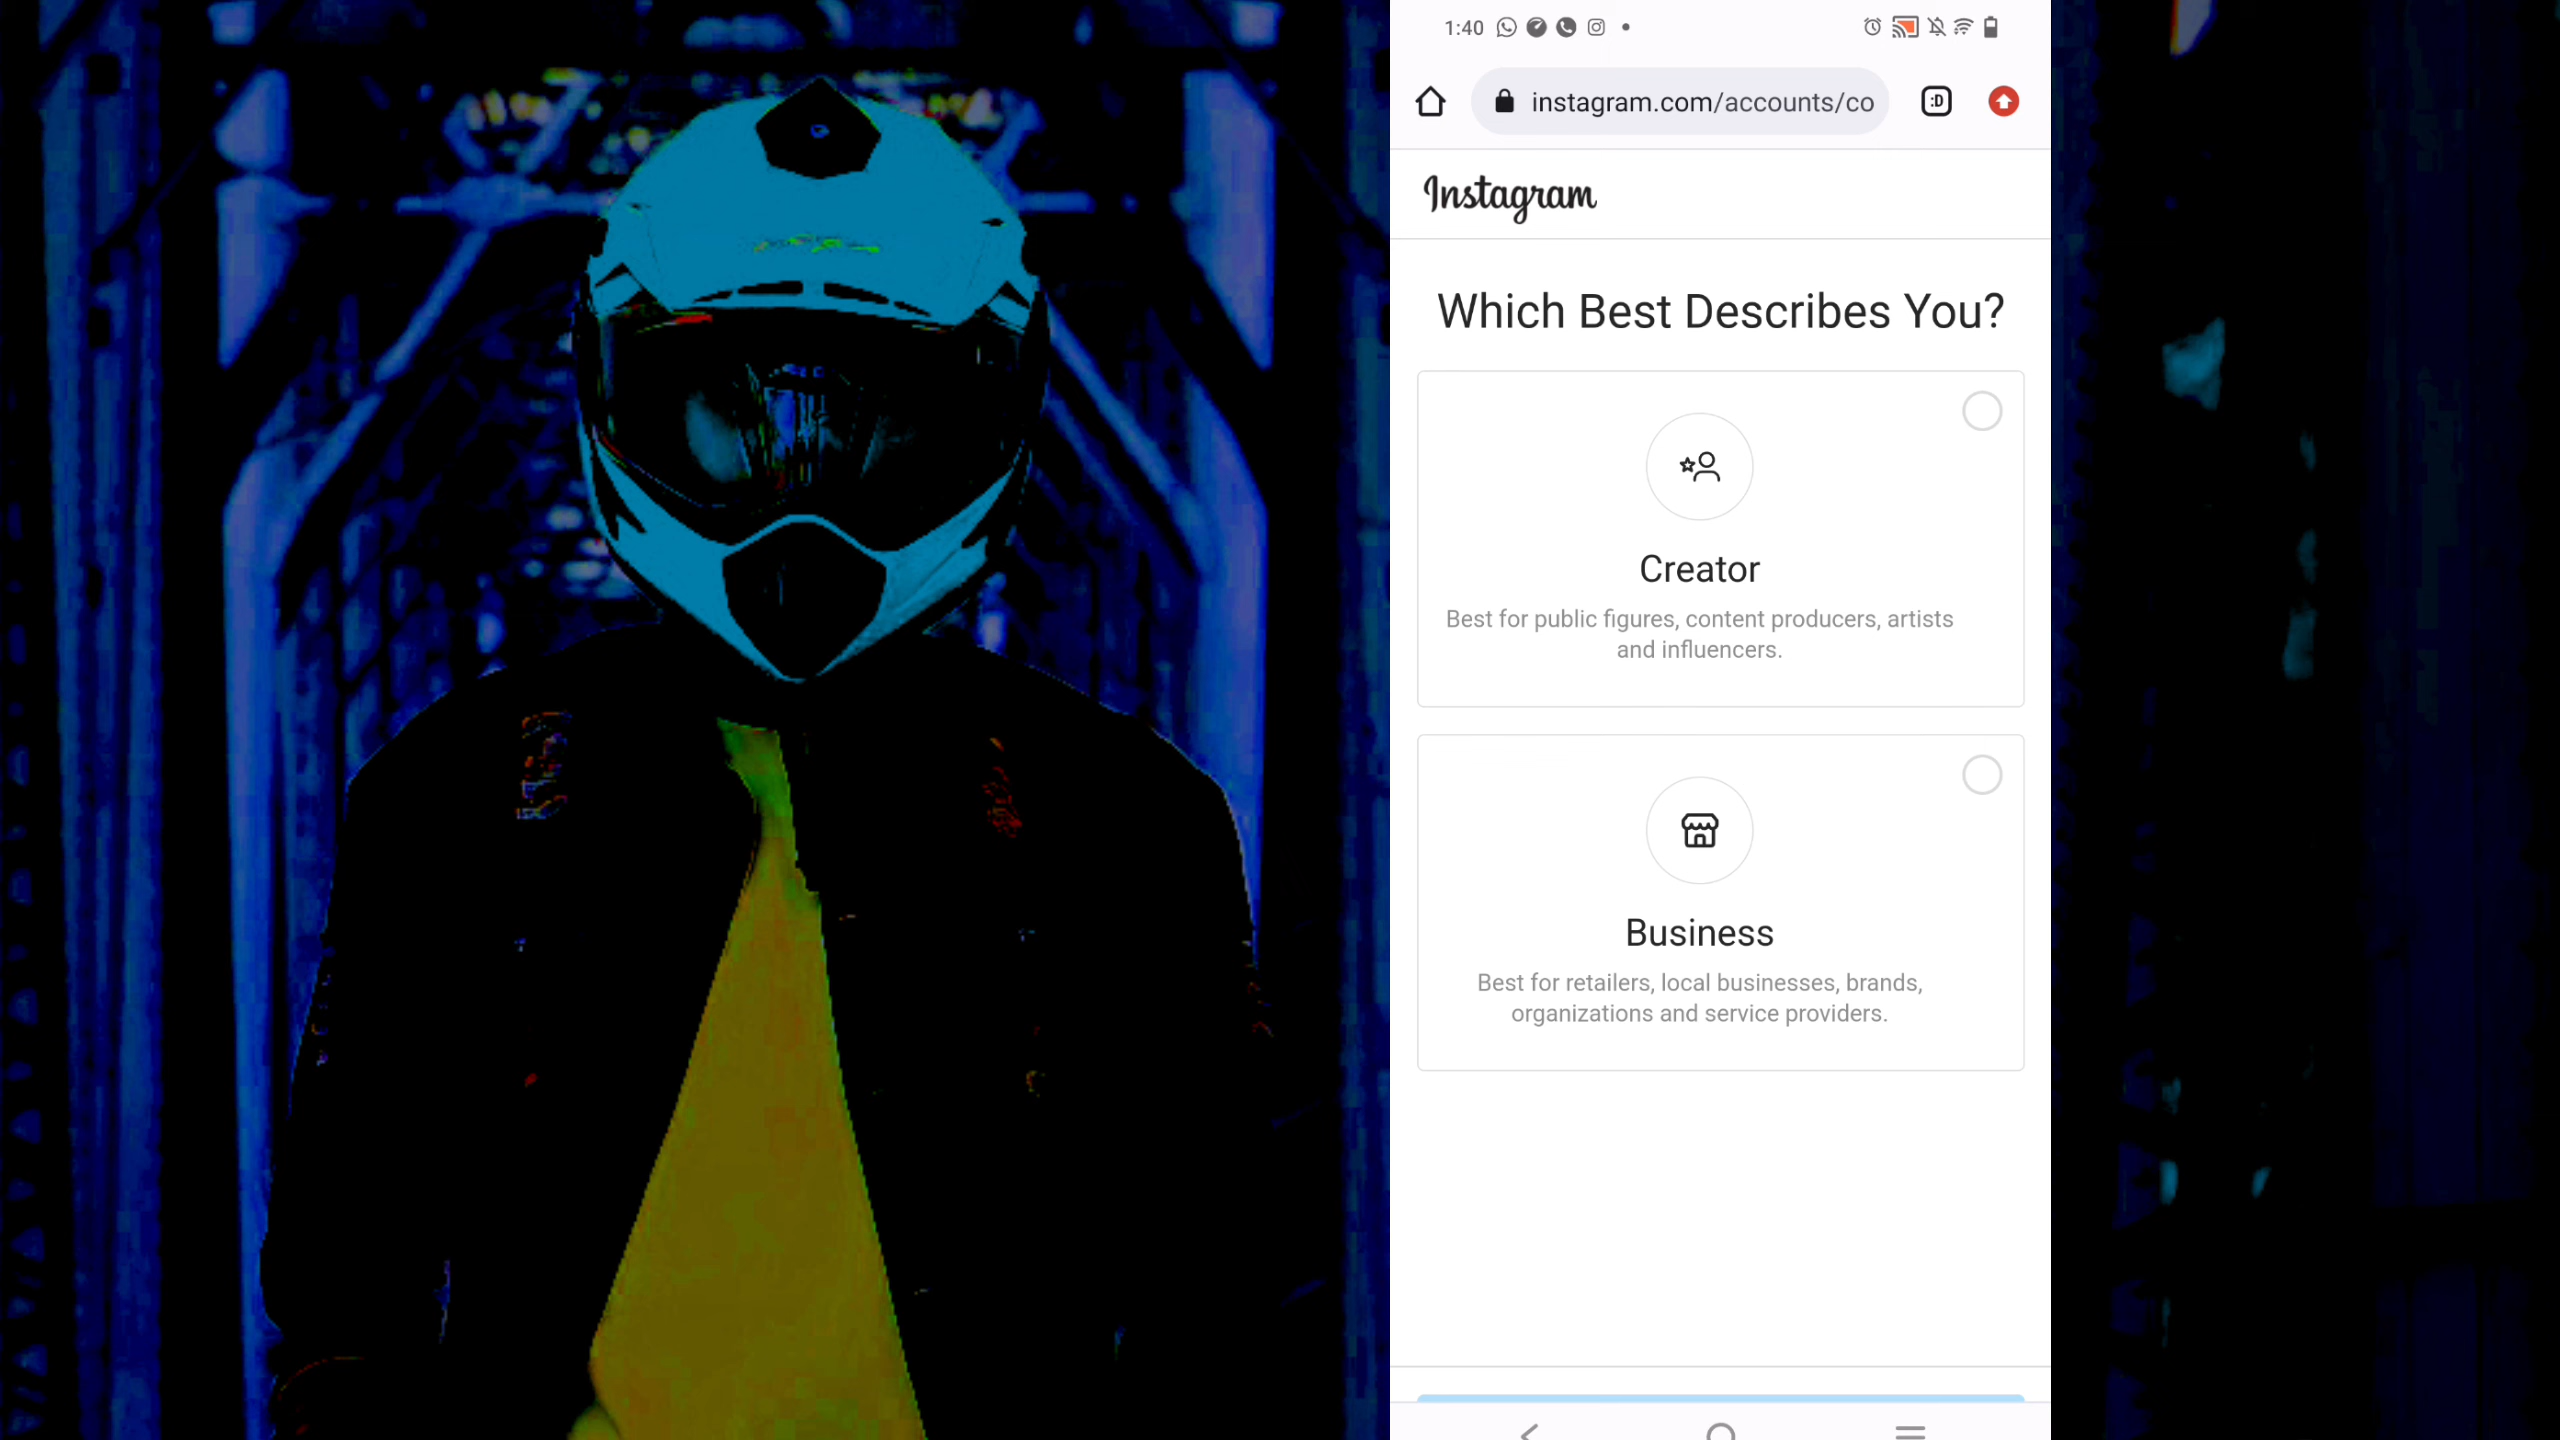 1:40
instagram.com/accounts/co
:D
Instagram
Which Best Describes You?
Creator
Best for public figures, content producers, artists
and influencers.
Business
Best for retailers, local businesses, brands,
organizations and service providers.